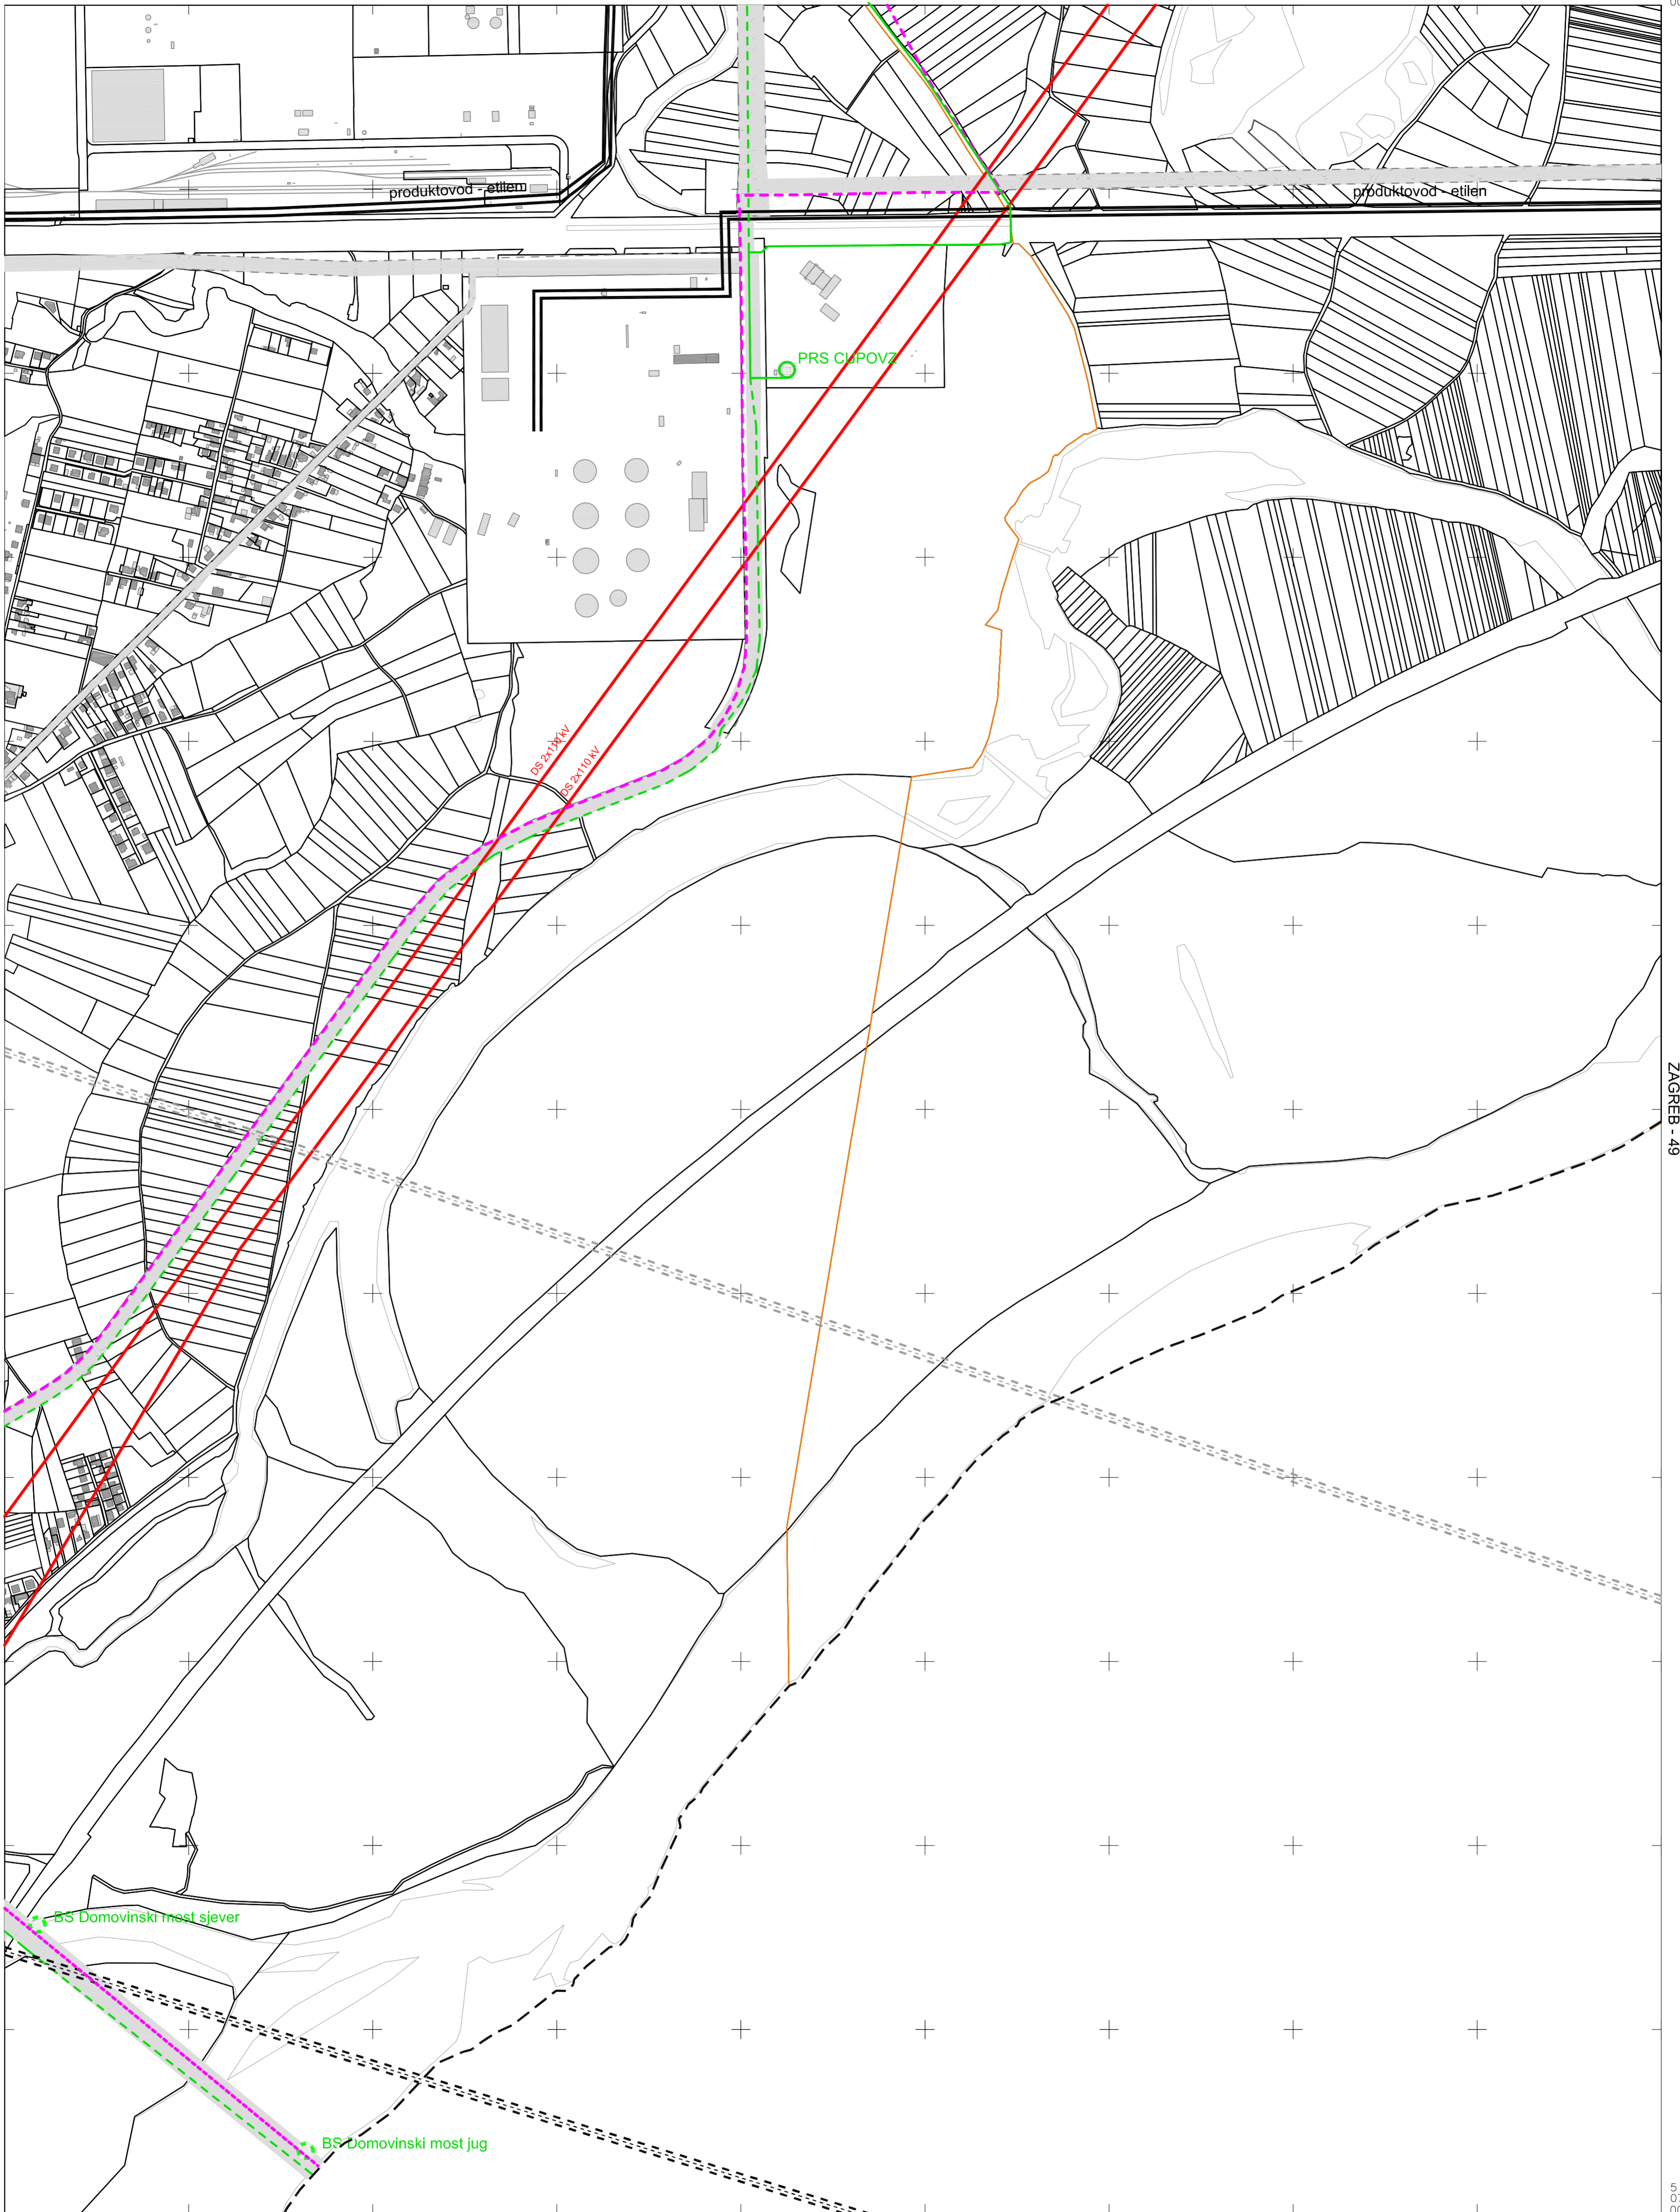 produktovod - etilen
produktovod - etilen
PRS CUPOVZ
DS 2x110 kV
DS 2x110 kV
ZAGREB - 49
BS Domovinski most sjever
BS Domovinski most jug